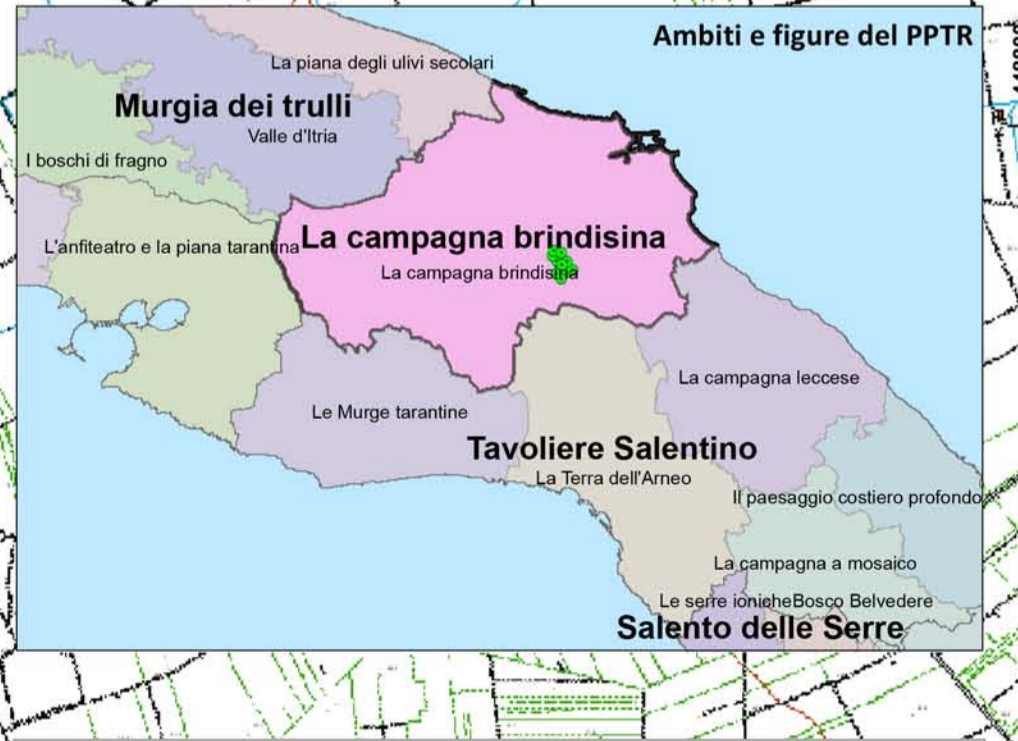 Ambiti e figure del PPTR
La piana degli ulivi secolari
Murgia dei trulli
Valle d'Itria
I boschi di fragno
L'anfiteatro e la piana tarantina
La campagna brindisina
La campagna brindisina
La campagna leccese
Le Murge tarantine
Tavoliere Salentino
La Terra dell'Arneo
Il paesaggio costiero profondo
La campagna a mosaico
Le serre ioniche
Bosco Belvedere
Salento delle Serre